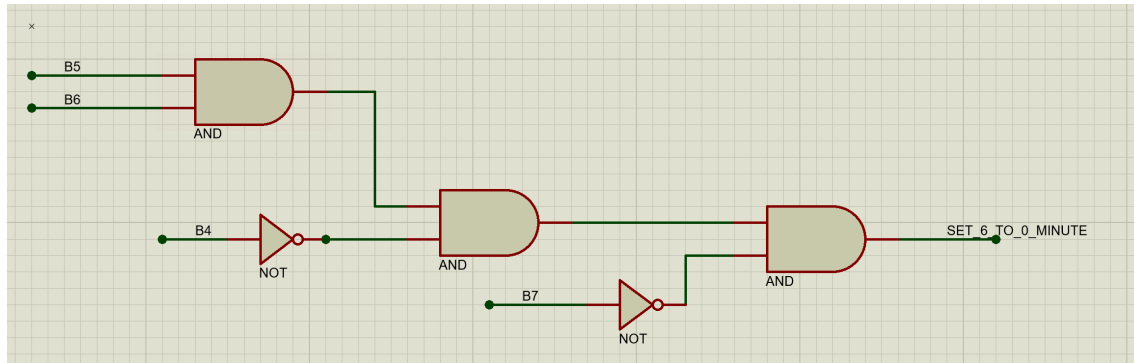 B5
B6
AND
B4
NOT
AND
B7
NOT
AND
SET_6_TO_0_MINUTE